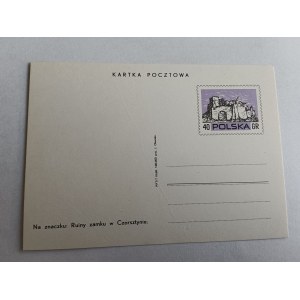 KARTKA POCZTOWA
40 POLSKA GR
Na znaczku: Ruiny zamku w Czorsztynie.